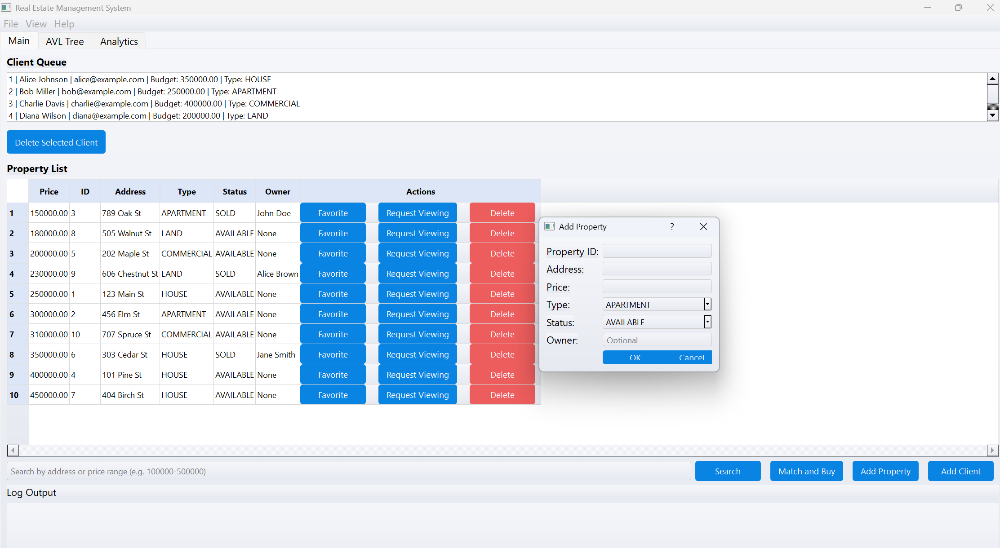 Real Estate Management System
File View Help
Main AVL Tree Analytics
Client Queue
1 | Alice Johnson | alice@example.com | Budget: 350000.00 | Type: HOUSE
2 | Bob Miller | bob@example.com | Budget: 250000.00 | Type: APARTMENT
3 | Charlie Davis | charlie@example.com | Budget: 400000.00 | Type: COMMERCIAL
4 | Diana Wilson | diana@example.com | Budget: 200000.00 | Type: LAND
Delete Selected Client
Property List
Price ID Address Type Status Owner Actions
1 150000.00 3 789 Oak St APARTMENT SOLD John Doe Favorite Request Viewing Delete
2 180000.00 8 505 Walnut St LAND AVAILABLE None Favorite Request Viewing Delete
3 200000.00 5 202 Maple St COMMERCIAL AVAILABLE None Favorite Request Viewing Delete
4 230000.00 9 606 Chestnut St LAND SOLD Alice Brown Favorite Request Viewing Delete
5 250000.00 1 123 Main St HOUSE AVAILABLE None Favorite Request Viewing Delete
6 300000.00 2 456 Elm St APARTMENT AVAILABLE None Favorite Request Viewing Delete
7 310000.00 10 707 Spruce St COMMERCIAL AVAILABLE None Favorite Request Viewing Delete
8 350000.00 6 303 Cedar St HOUSE SOLD Jane Smith Favorite Request Viewing Delete
9 400000.00 4 101 Pine St HOUSE AVAILABLE None Favorite Request Viewing Delete
10 450000.00 7 404 Birch St HOUSE AVAILABLE None Favorite Request Viewing Delete
Add Property ?
Property ID:
Address:
Price:
Type: APARTMENT
Status: AVAILABLE
Owner: Optional
OK Cancel
Search by address or price range (e.g. 100000-500000) Search Match and Buy Add Property Add Client
Log Output